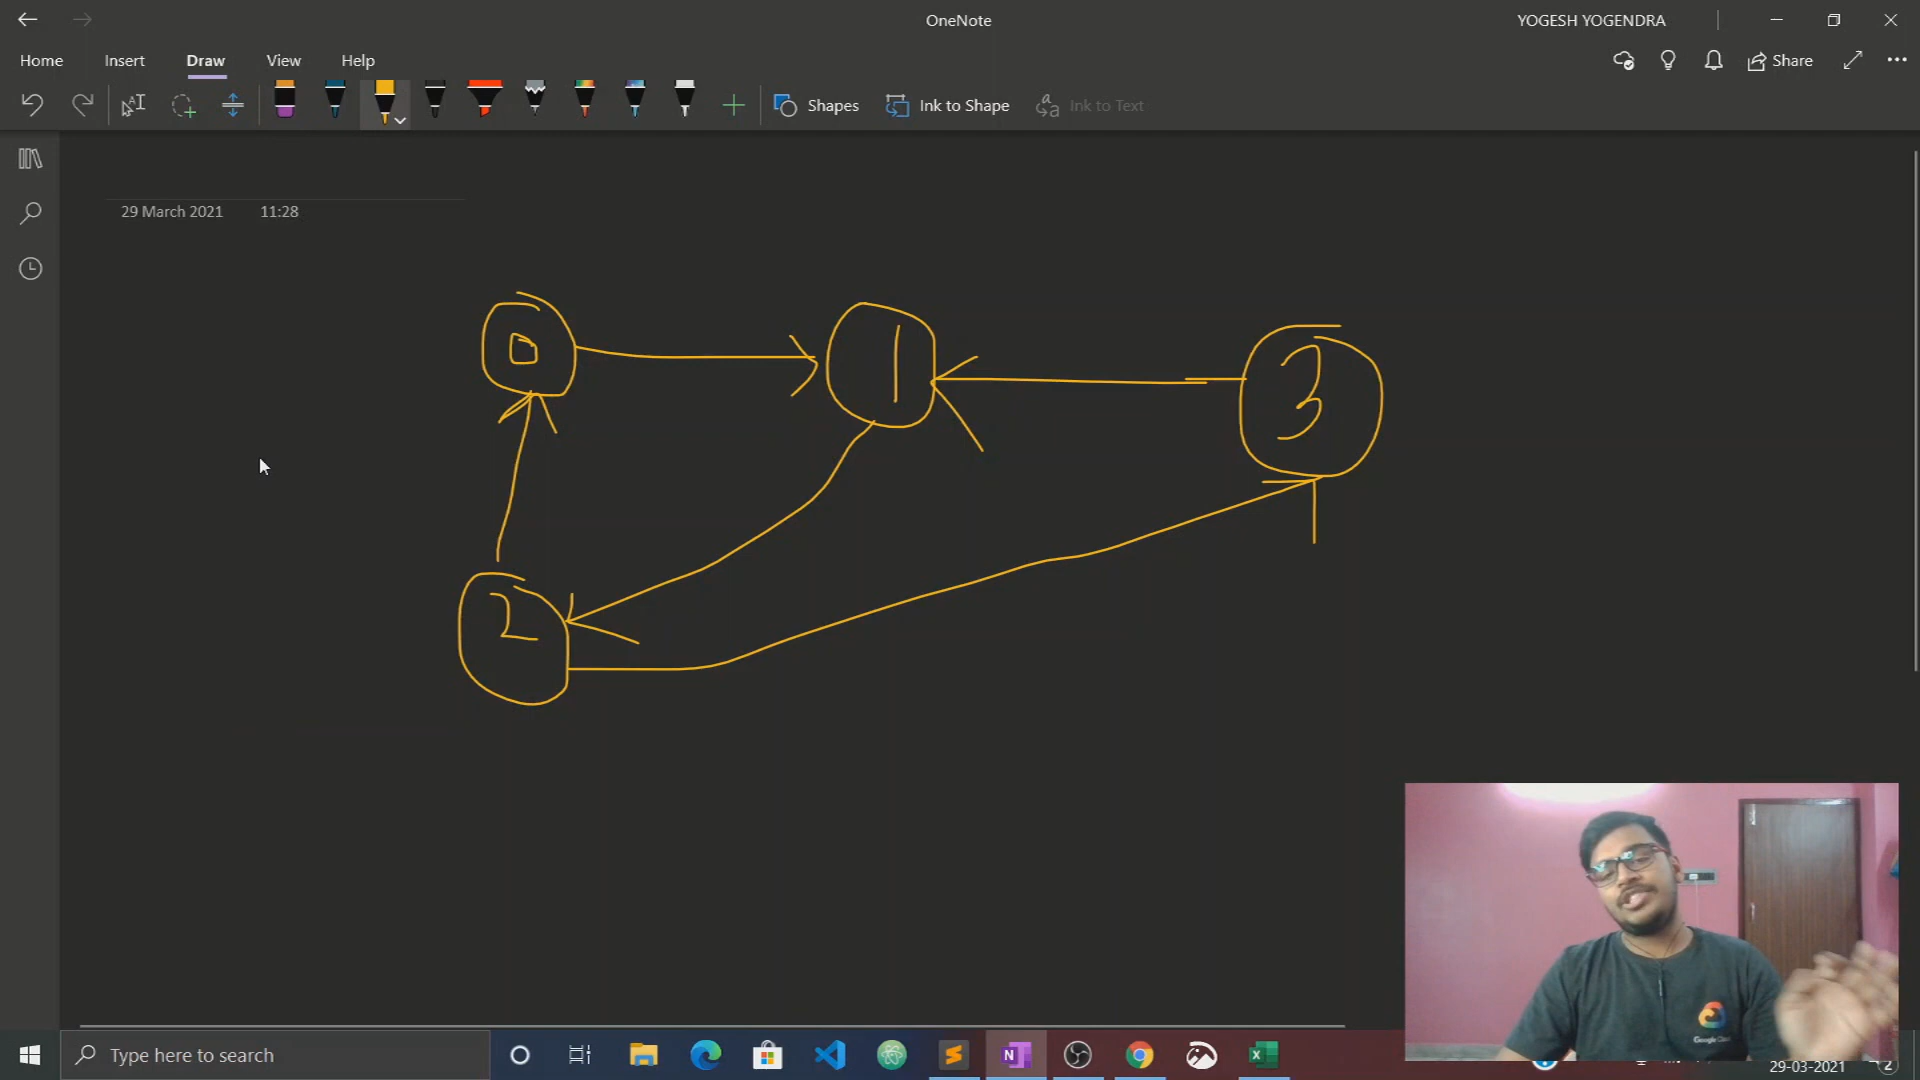 OneNote
YOGESH YOGENDRA
Home Insert Draw View Help
Share
Shapes Ink to Shape Ink to Text
29 March 2021 11:28
0 1 3
2
Type here to search
29-03-2021 2